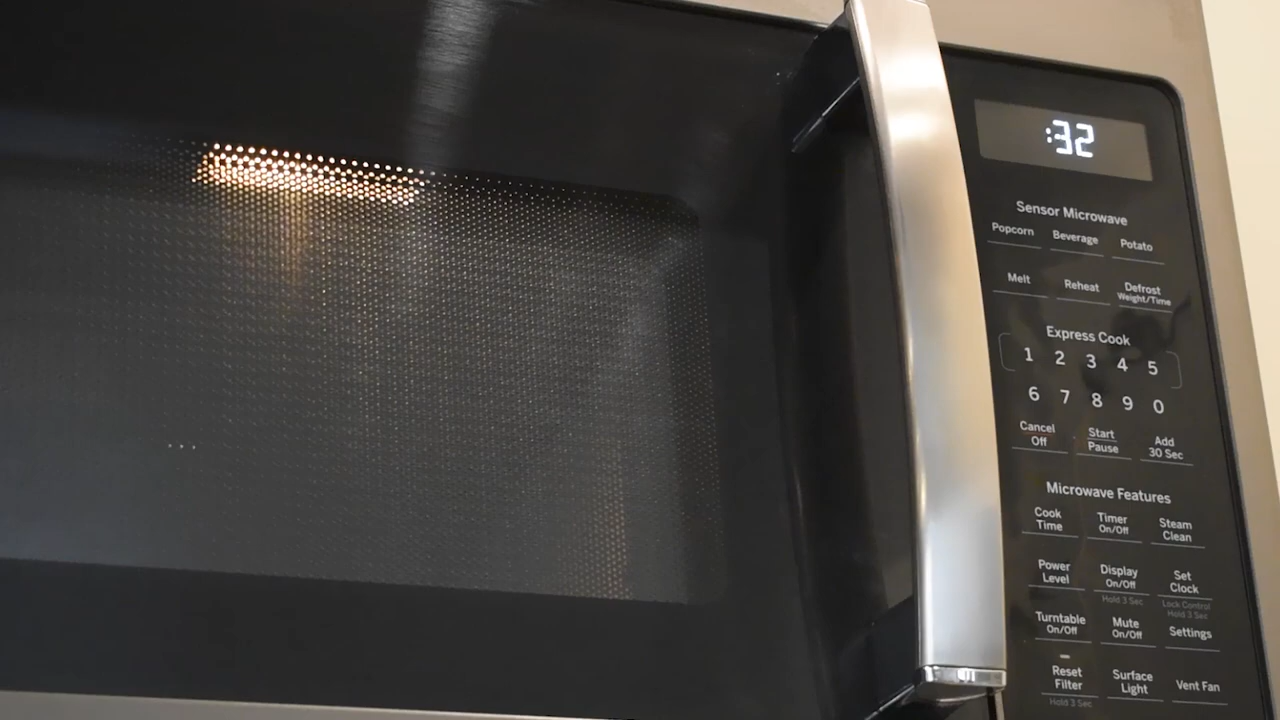 :32
Sensor Microwave
Popcorn Beverage Potato
Melt Reheat Defrost
Weight/Time
Express Cook
1 2 3 4 5
6 7 8 9 0
Cancel Start Add
Off Pause 30 Sec
Microwave Features
Cook Timer Steam
Time On/Off Clean
Power Display Set
Level On/Off Clock
Hold 3 Sec Lock Control
Hold 3 Sec
Turntable Mute Settings
On/Off On/Off
Reset Surface Vent Fan
Filter Light
Hold 3 Sec